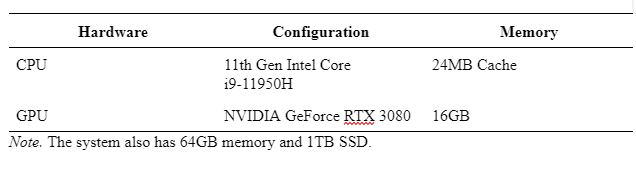 Hardware Configuration Memory
CPU 11th Gen Intel Core 24MB Cache
i9-11950H
GPU NVIDIA GeForce RTX 3080 16GB
Note. The system also has 64GB memory and 1TB SSD.